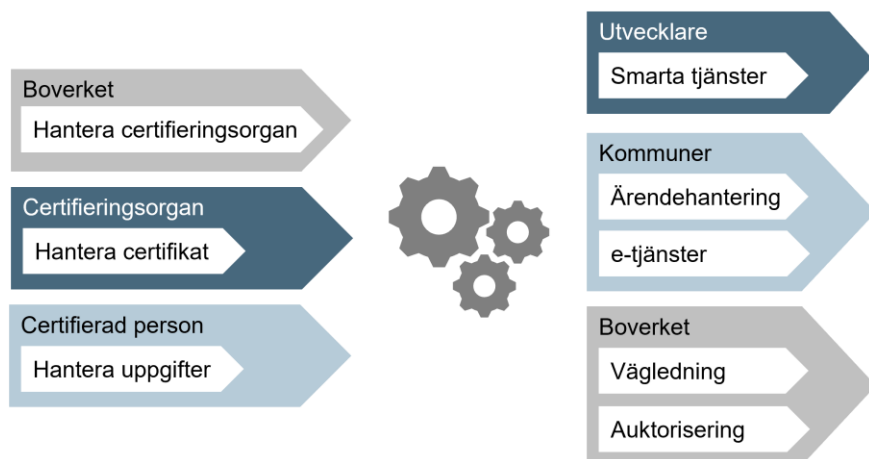 Boverket
Hantera certifieringsorgan
Certifieringsorgan
Hantera certifikat
Certifierad person
Hantera uppgifter
Utvecklare
Smarta tjänster
Kommuner
Ärendehantering
e-tjänster
Boverket
Vägledning
Auktorisering